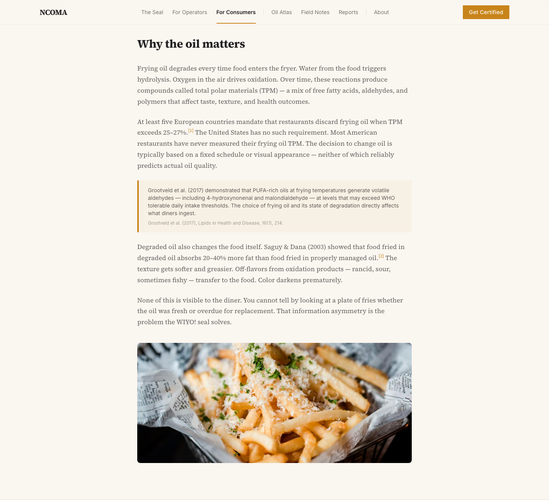 NCOMA
The Seal
For Operators
For Consumers
Oil Atlas
Field Notes
Reports
About
Get Certified
Why the oil matters
Frying oil degrades every time food enters the fryer. Water from the food triggers
hydrolysis. Oxygen in the air drives oxidation. Over time, these reactions produce
compounds called total polar materials (TPM) — a mix of free fatty acids, aldehydes, and
polymers that affect taste, texture, and health outcomes.
At least five European countries mandate that restaurants discard frying oil when TPM
exceeds 25–27%.[1] The United States has no such requirement. Most American
restaurants have never measured their frying oil TPM. The decision to change oil is
typically based on a fixed schedule or visual appearance — neither of which reliably
predicts actual oil quality.
Grootveld et al. (2017) demonstrated that PUFA-rich oils at frying temperatures generate volatile
aldehydes — including 4-hydroxynonenal and malondialdehyde — at levels that may exceed WHO
tolerable daily intake thresholds. The choice of frying oil and its state of degradation directly affects
what diners ingest.
Grootveld et al. (2017), Lipids in Health and Disease, 16(1), 214.
Degraded oil also changes the food itself. Saguy & Dana (2003) showed that food fried in
degraded oil absorbs 20–40% more fat than food fried in properly managed oil.[2] The
texture gets softer and greasier. Off-flavors from oxidation products — rancid, sour,
sometimes fishy — transfer to the food. Color darkens prematurely.
None of this is visible to the diner. You cannot tell by looking at a plate of fries whether
the oil was fresh or overdue for replacement. That information asymmetry is the
problem the WIYO! seal solves.